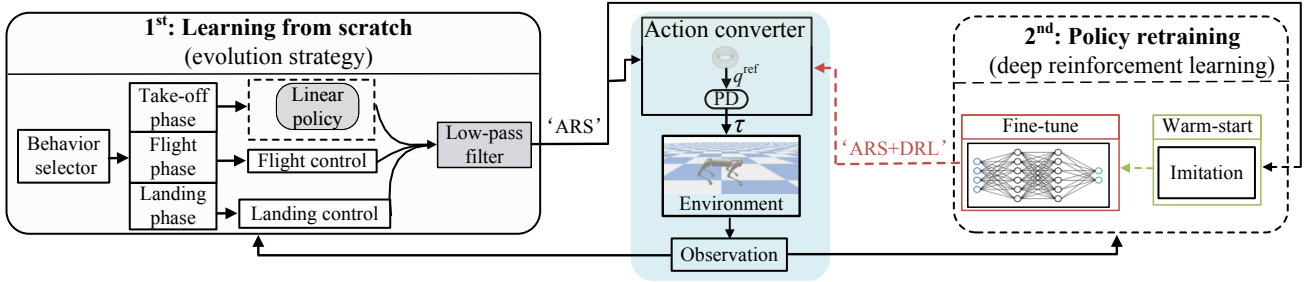 1st: Learning from scratch
(evolution strategy)
Behavior
selector
Take-off
phase
Flight
phase
Landing
phase
Linear
policy
Flight control
Landing control
Low-pass
filter
‘ARS’
Action converter
q^ref
PD
τ
Environment
Observation
‘ARS+DRL’
2nd: Policy retraining
(deep reinforcement learning)
Fine-tune
Warm-start
Imitation